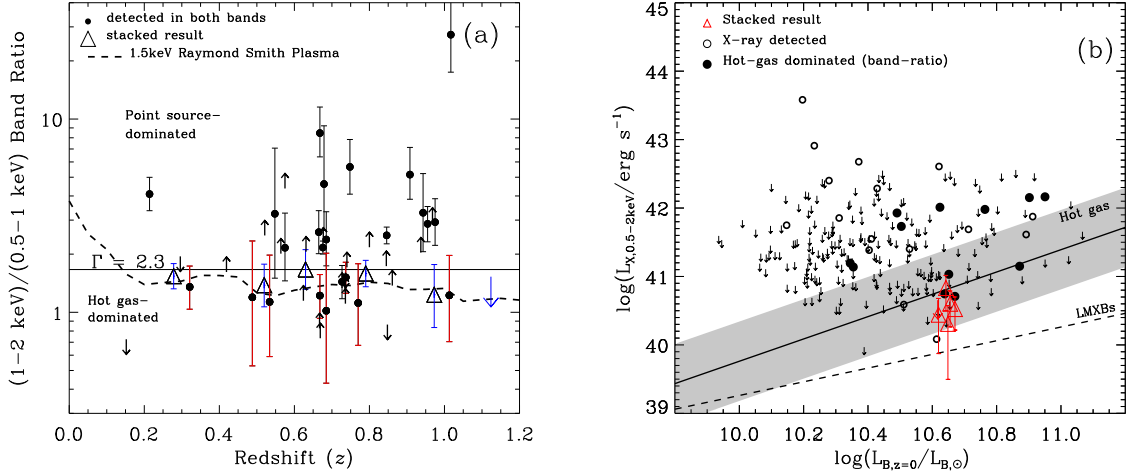 detected in both bands
stacked result
1.5keV Raymond Smith Plasma
(a)
Point source−
dominated
Γ = 2.3
Hot gas−
dominated
(1−2 keV)/(0.5−1 keV) Band Ratio
10
1
0.0 0.2 0.4 0.6 0.8 1.0 1.2
Redshift (z)
Stacked result
X−ray detected
Hot−gas dominated (band−ratio)
(b)
Hot gas
LMXBs
log(L_{X,0.5−2keV}/erg s^{−1})
45
44
43
42
41
40
39
10.0 10.2 10.4 10.6 10.8 11.0
log(L_{B,z=0}/L_{B,⊙})